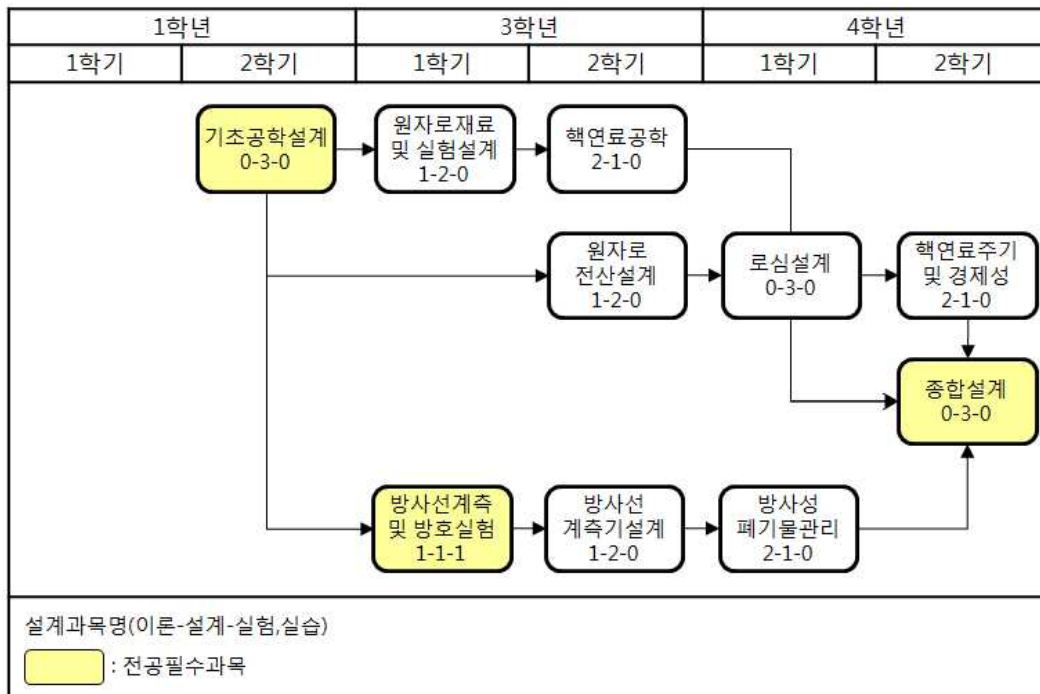 1학년 3학년 4학년
1학기 2학기 1학기 2학기 1학기 2학기
기초공학설계
0-3-0
원자로재료
및 실험설계
1-2-0
핵연료공학
2-1-0
원자로
전산설계
1-2-0
로심설계
0-3-0
핵연료주기
및 경제성
2-1-0
종합설계
0-3-0
방사선계측
및 방호실험
1-1-1
방사선
계측기설계
1-2-0
방사성
폐기물관리
2-1-0
설계과목명(이론-설계-실험,실습)
: 전공필수과목